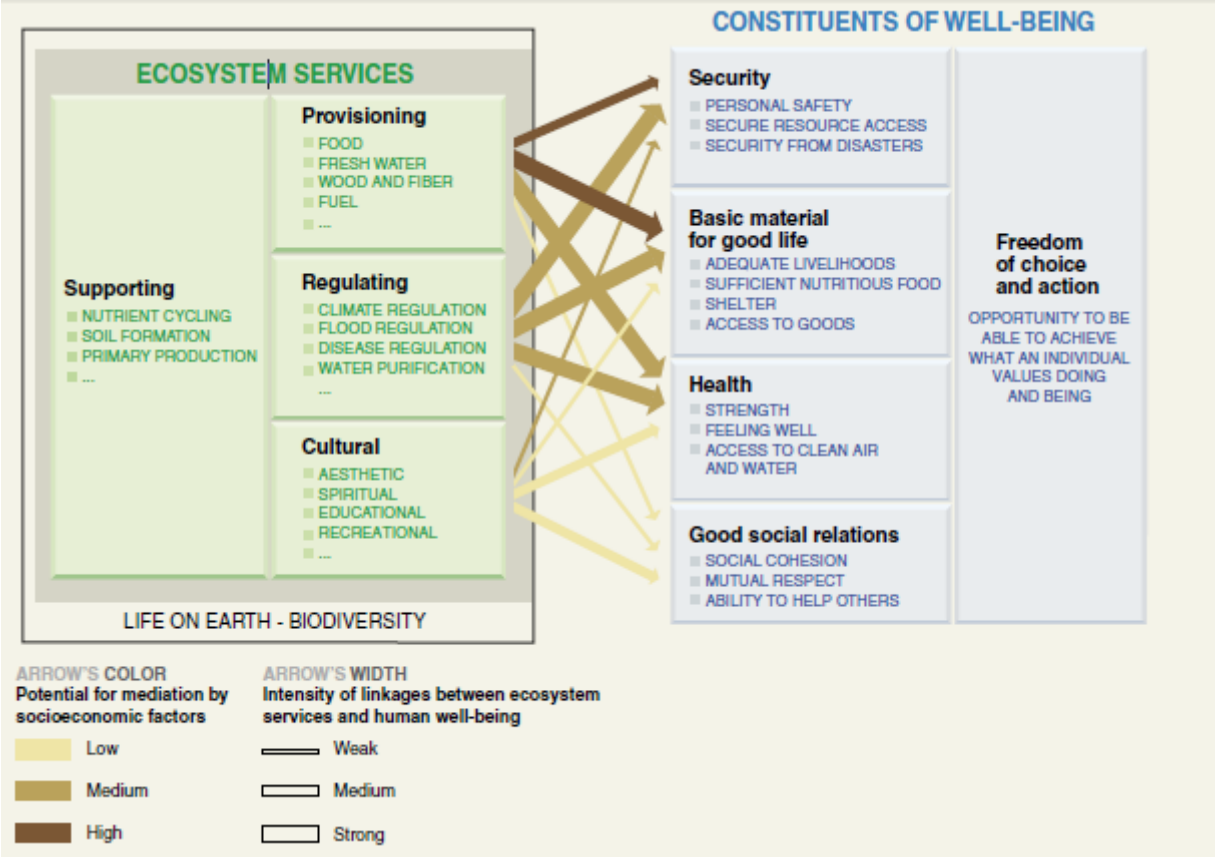 CONSTITUENTS OF WELL-BEING
ECOSYSTEM SERVICES
Supporting
NUTRIENT CYCLING
SOIL FORMATION
PRIMARY PRODUCTION
...
Provisioning
FOOD
FRESH WATER
WOOD AND FIBER
FUEL
...
Regulating
CLIMATE REGULATION
FLOOD REGULATION
DISEASE REGULATION
WATER PURIFICATION
...
Cultural
AESTHETIC
SPIRITUAL
EDUCATIONAL
RECREATIONAL
...
LIFE ON EARTH - BIODIVERSITY
Security
PERSONAL SAFETY
SECURE RESOURCE ACCESS
SECURITY FROM DISASTERS
Basic material
for good life
ADEQUATE LIVELIHOODS
SUFFICIENT NUTRITIOUS FOOD
SHELTER
ACCESS TO GOODS
Health
STRENGTH
FEELING WELL
ACCESS TO CLEAN AIR
AND WATER
Good social relations
SOCIAL COHESION
MUTUAL RESPECT
ABILITY TO HELP OTHERS
Freedom
of choice
and action
OPPORTUNITY TO BE
ABLE TO ACHIEVE
WHAT AN INDIVIDUAL
VALUES DOING
AND BEING
ARROW'S COLOR
Potential for mediation by
socioeconomic factors
Low
Medium
High
ARROW'S WIDTH
Intensity of linkages between ecosystem
services and human well-being
Weak
Medium
Strong